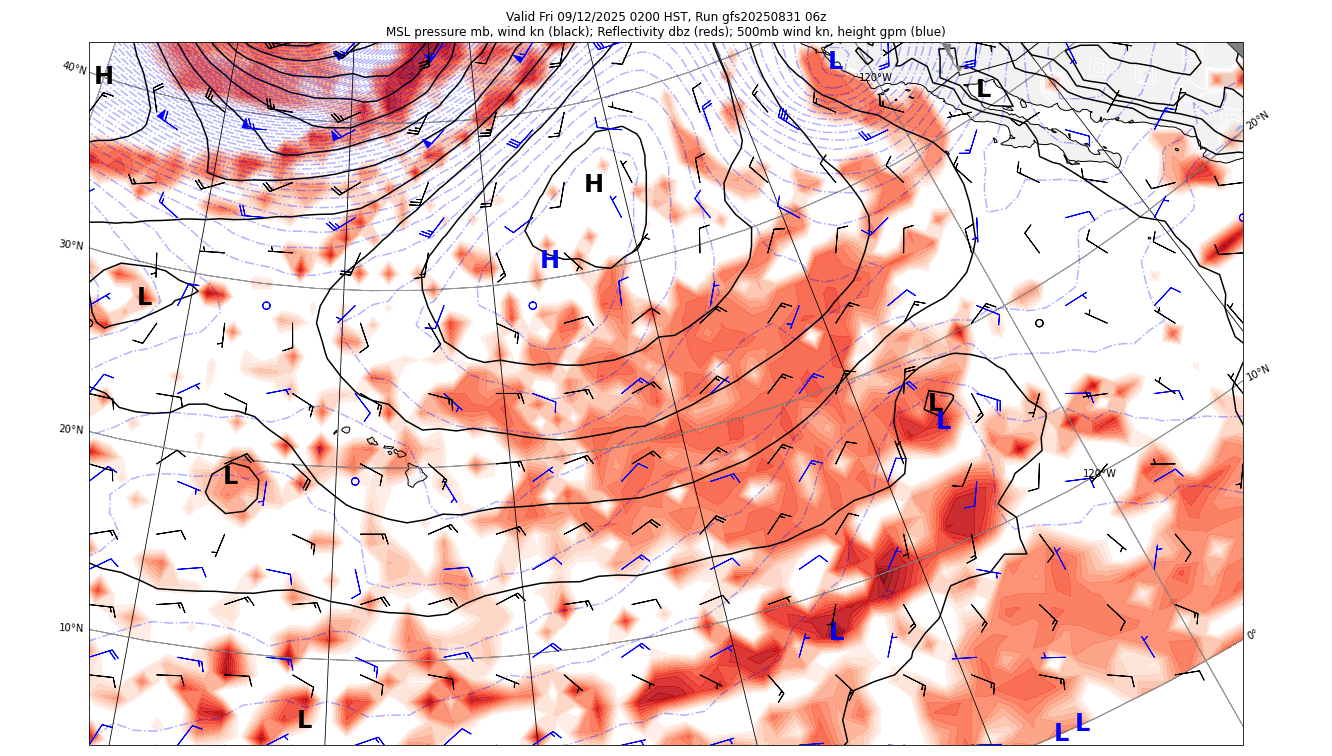 Valid Fri 09/12/2025 0200 HST, Run gfs20250831 06z
MSL pressure mb, wind kn (black); Reflectivity dbz (reds); 500mb wind kn, height gpm (blue)
40°N
H
L
120°W
L
20°N
H
30°N
H
L
10°N
L
L
20°N
L
120°W
10°N
L
0°
L
L
L